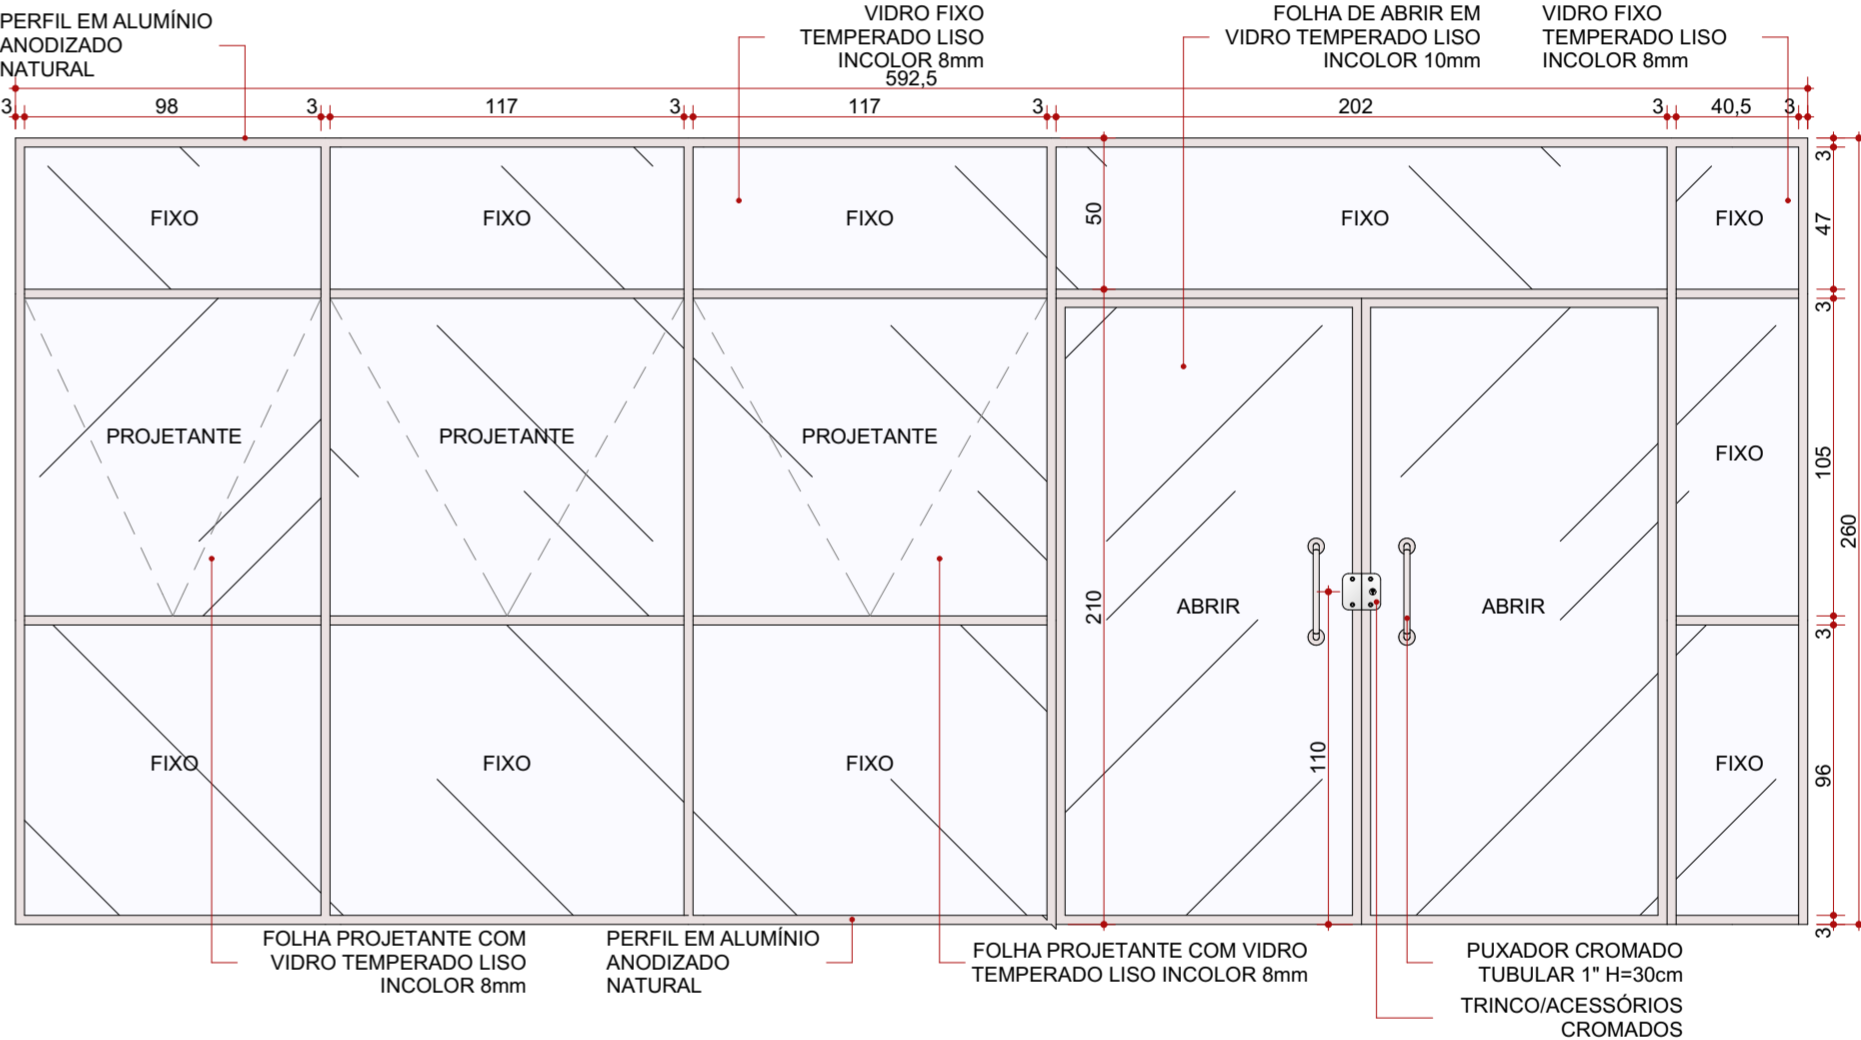 PERFIL EM ALUMÍNIO
ANODIZADO
NATURAL
VIDRO FIXO
TEMPERADO LISO
INCOLOR 8mm
FOLHA DE ABRIR EM
VIDRO TEMPERADO LISO
INCOLOR 10mm
VIDRO FIXO
TEMPERADO LISO
INCOLOR 8mm
592,5
3 98 3 117 3 117 3 202 3 40,5 3
FIXO FIXO FIXO 50 FIXO FIXO 3 47
PROJETANTE PROJETANTE PROJETANTE FIXO 3 105
260
210 ABRIR ABRIR 3
110
FIXO FIXO FIXO FIXO 96
3
FOLHA PROJETANTE COM
VIDRO TEMPERADO LISO
INCOLOR 8mm
PERFIL EM ALUMÍNIO
ANODIZADO
NATURAL
FOLHA PROJETANTE COM VIDRO
TEMPERADO LISO INCOLOR 8mm
PUXADOR CROMADO
TUBULAR 1" H=30cm
TRINCO/ACESSÓRIOS
CROMADOS